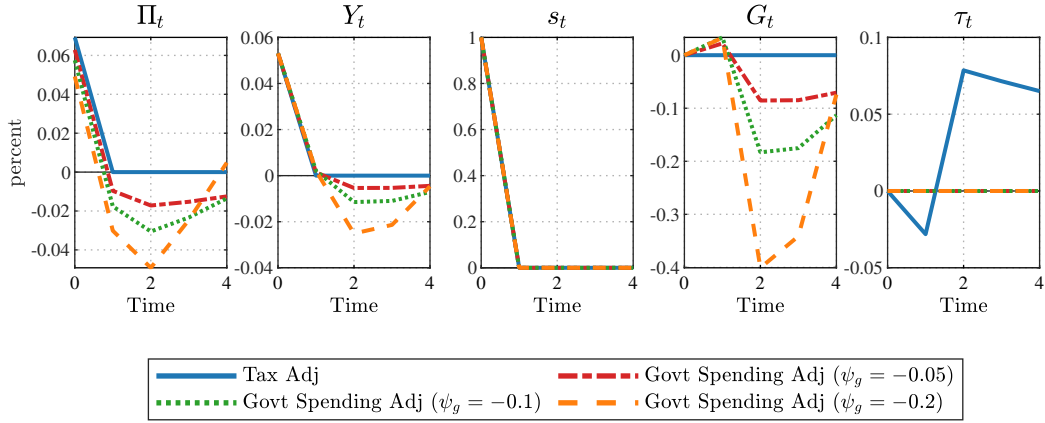 Π_t Y_t s_t G_t τ_t
percent
0.06 0.04 0.02 0 -0.02 -0.04
0.06 0.04 0.02 0 -0.02 -0.04
1 0.8 0.6 0.4 0.2 0
0 -0.1 -0.2 -0.3 -0.4
0.1 0.05 0 -0.05
0 2 4 0 2 4 0 2 4 0 2 4 0 2 4
Time Time Time Time Time
Tax Adj Govt Spending Adj (ψ_g = −0.05)
Govt Spending Adj (ψ_g = −0.1) Govt Spending Adj (ψ_g = −0.2)